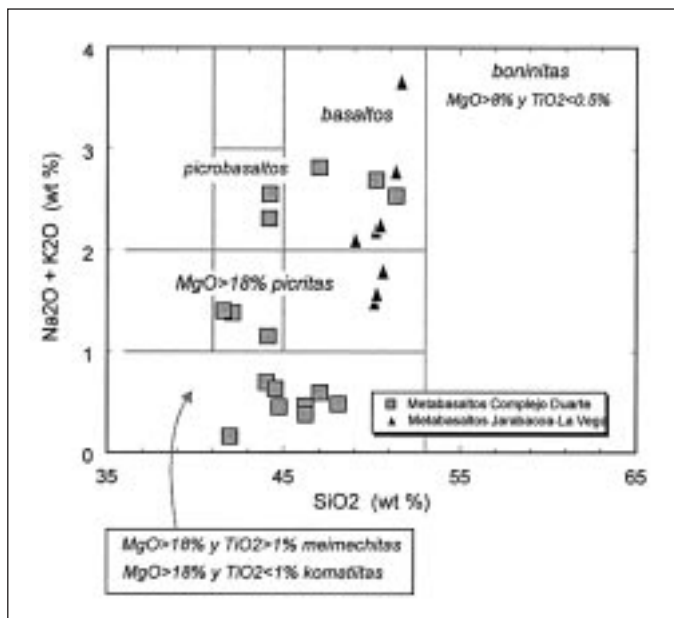 4
3
2
1
0
Na2O + K2O (wt %)
boninitas
MgO>8% y TiO2<0.5%
basaltos
picrobasaltos
MgO>18% picritas
Metabasaltos Complejo Duarte
Metabasaltos Jarabacoa-La Vega
35
45
55
65
SiO2 (wt %)
MgO>18% y TiO2>1% meimechitas
MgO>18% y TiO2<1% komatiitas